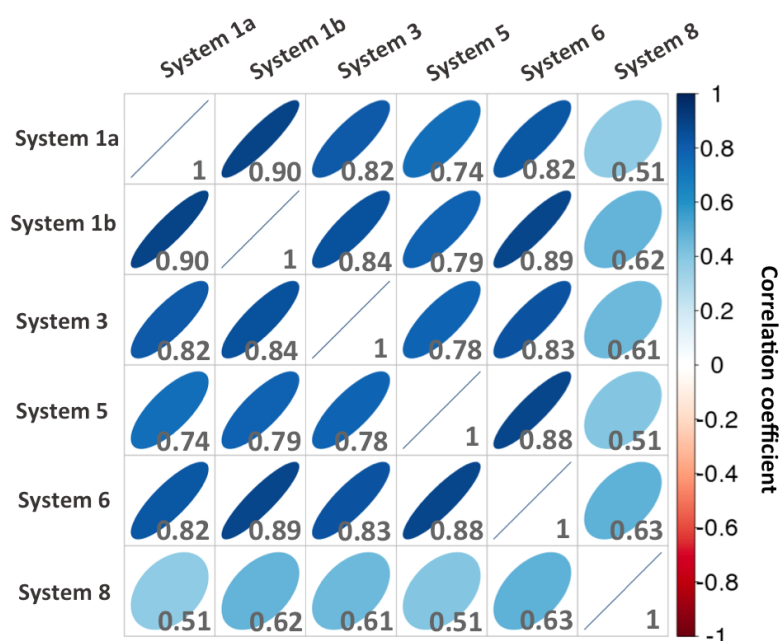 System 1a System 1b System 3 System 5 System 6 System 8
System 1a 1 0.90 0.82 0.74 0.82 0.51
System 1b 0.90 1 0.84 0.79 0.89 0.62
System 3 0.82 0.84 1 0.78 0.83 0.61
System 5 0.74 0.79 0.78 1 0.88 0.51
System 6 0.82 0.89 0.83 0.88 1 0.63
System 8 0.51 0.62 0.61 0.51 0.63 1
1
0.8
0.6
0.4
0.2
0
-0.2
-0.4
-0.6
-0.8
-1
Correlation coefficient